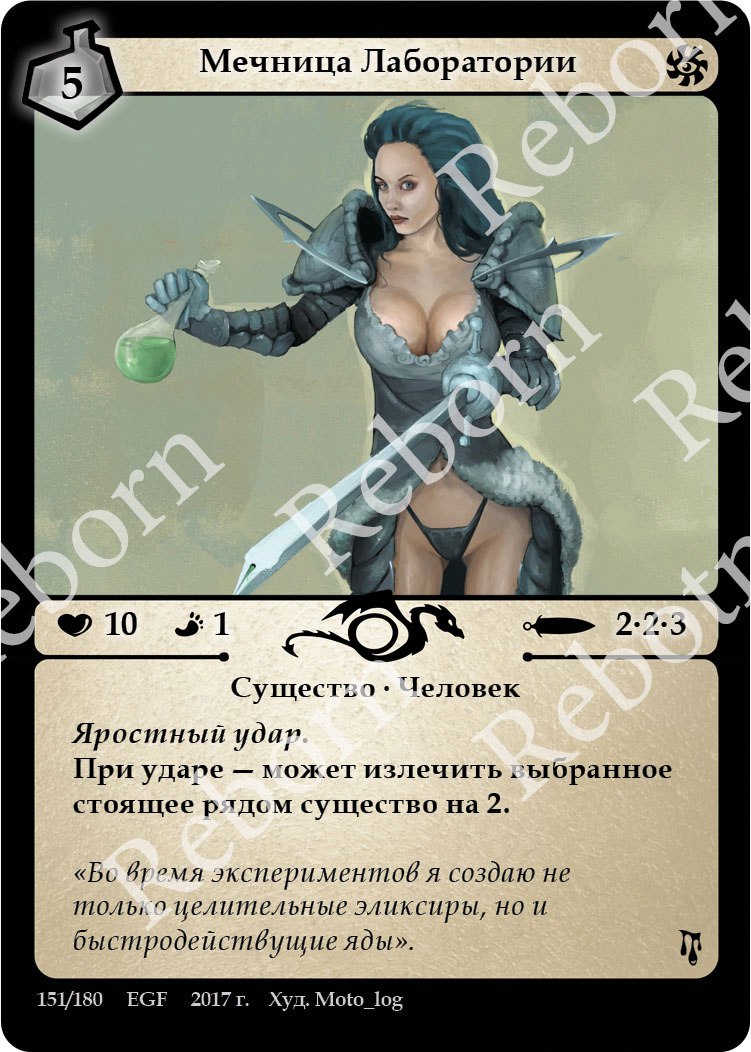 5
Мечница Лаборатории
10
1
2·2·3
Существо · Человек
Яростный удар.
При ударе — может излечить выбранное
стоящее рядом существо на 2.
«Во время экспериментов я создаю не
только целительные эликсиры, но и
быстродействущие яды».
151/180 EGF 2017 г. Худ. Moto_log
Reborn
Reborn
Reborn
Reborn
Reborn